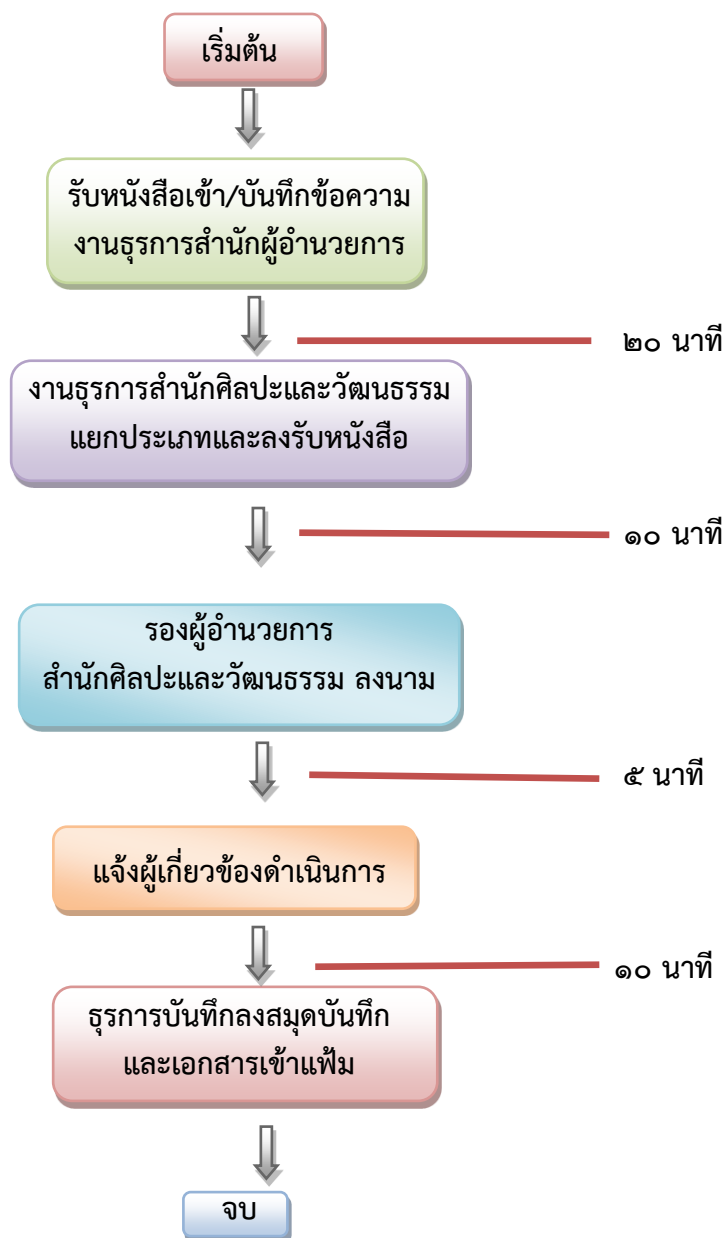 เริ่มต้น
รับหนังสือเข้า/บันทึกข้อความ
งานธุรการสำนักผู้อำนวยการ
๒๐ นาที
งานธุรการสำนักศิลปะและวัฒนธรรม
แยกประเภทและลงรับหนังสือ
๑๐ นาที
รองผู้อำนวยการ
สำนักศิลปะและวัฒนธรรม ลงนาม
๕ นาที
แจ้งผู้เกี่ยวข้องดำเนินการ
๑๐ นาที
ธุรการบันทึกลงสมุดบันทึก
และเอกสารเข้าแฟ้ม
จบ